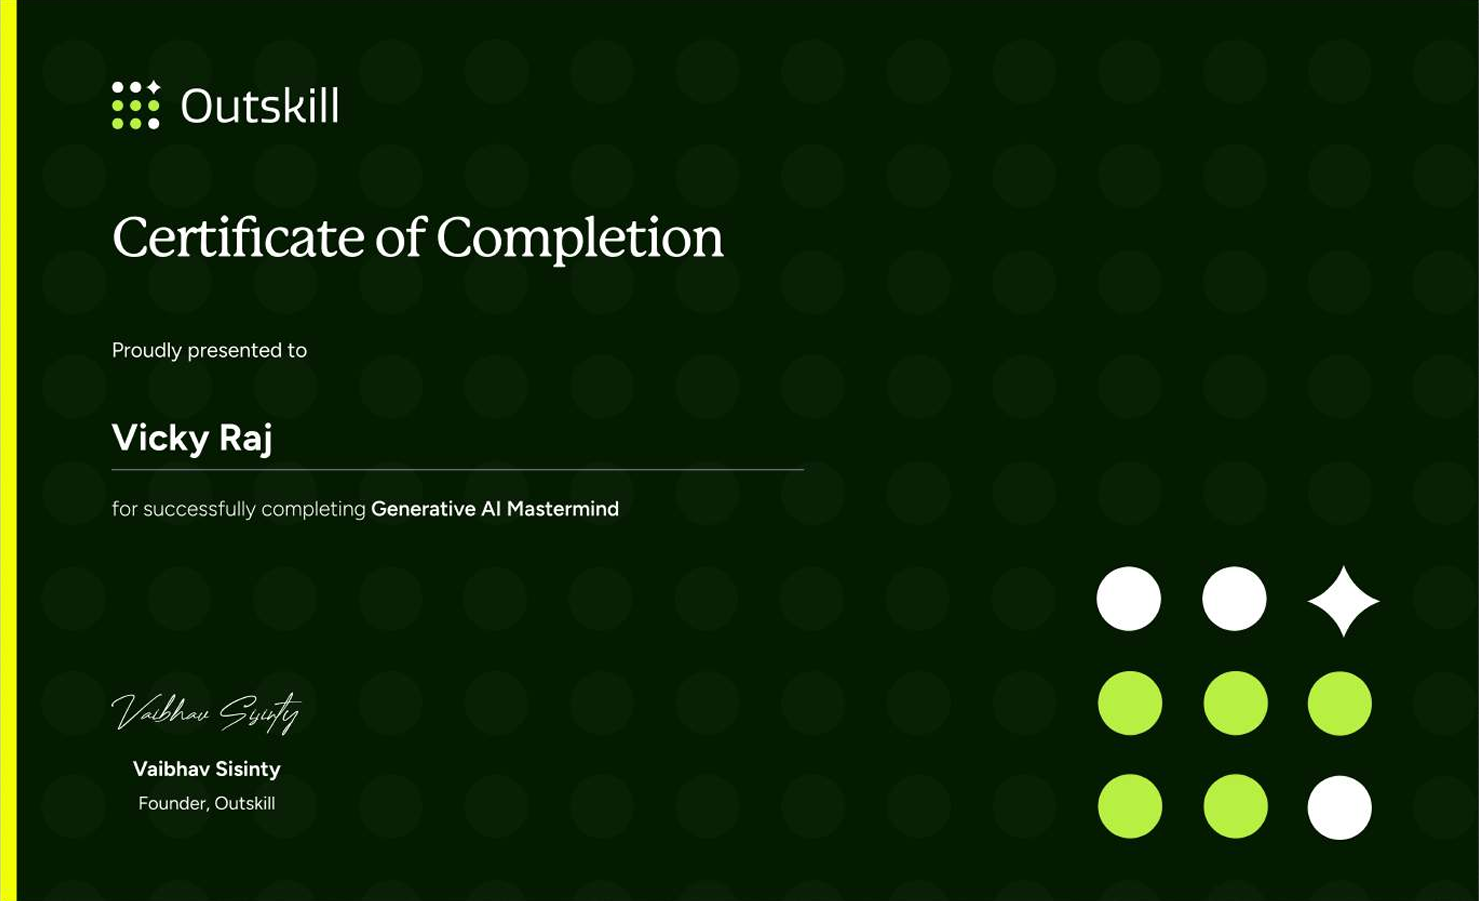 Outskill
Certificate of Completion
Proudly presented to
Vicky Raj
for successfully completing Generative AI Mastermind
Vaibhav Sisinty
Vaibhav Sisinty
Founder, Outskill